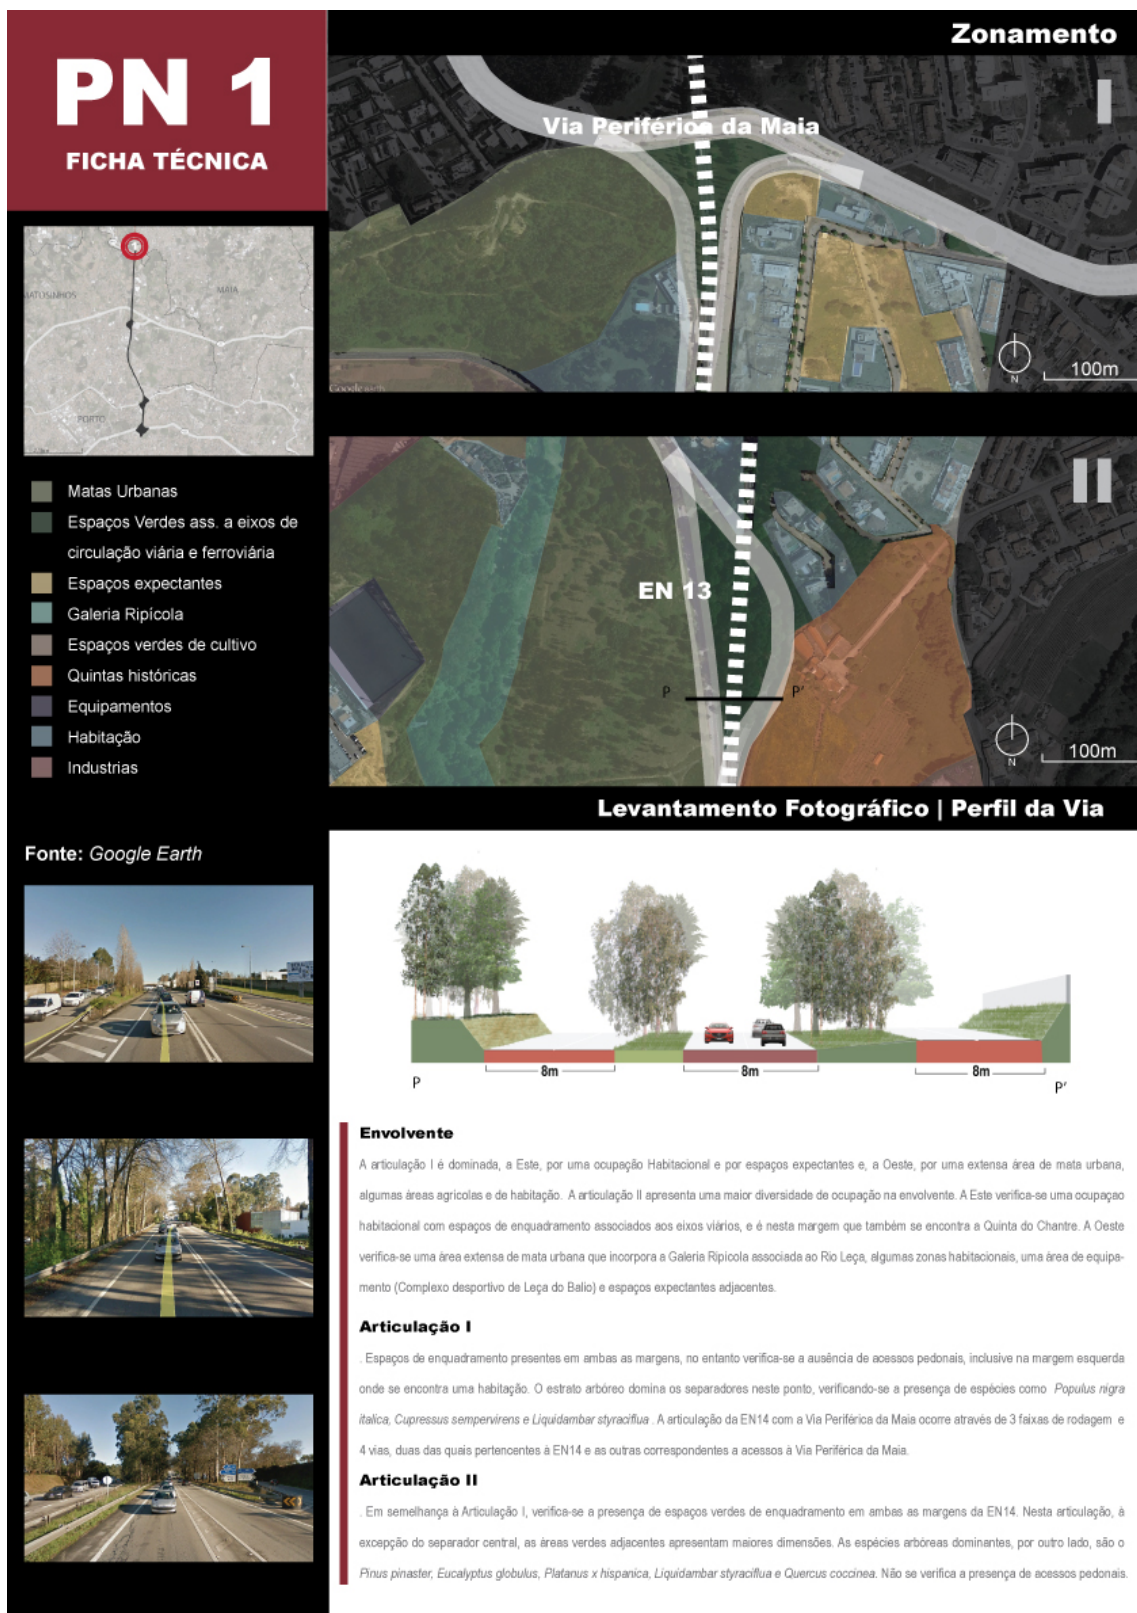 PN 1
FICHA TÉCNICA
Zonamento
I
Via Periférica da Maia
Google earth
N
100m
MATOSINHOS
MAIA
PORTO
II
EN 13
P
P'
N
100m
Matas Urbanas
Espaços Verdes ass. a eixos de
circulação viária e ferroviária
Espaços expectantes
Galeria Ripícola
Espaços verdes de cultivo
Quintas históricas
Equipamentos
Habitação
Industrias
Levantamento Fotográfico | Perfil da Via
Fonte: Google Earth
8m
8m
8m
P
P'
Envolvente
A articulação I é dominada, a Este, por uma ocupação Habitacional e por espaços expectantes e, a Oeste, por uma extensa área de mata urbana,
algumas áreas agrícolas e de habitação. A articulação II apresenta uma maior diversidade de ocupação na envolvente. A Este verifica-se uma ocupaçao
habitacional com espaços de enquadramento associados aos eixos viários, e é nesta margem que também se encontra a Quinta do Chantre. A Oeste
verifica-se uma área extensa de mata urbana que incorpora a Galeria Ripicola associada ao Rio Leça, algumas zonas habitacionais, uma área de equipa-
mento (Complexo desportivo de Leça do Balio) e espaços expectantes adjacentes.
Articulação I
. Espaços de enquadramento presentes em ambas as margens, no entanto verifica-se a ausência de acessos pedonais, inclusive na margem esquerda
onde se encontra uma habitação. O estrato arbóreo domina os separadores neste ponto, verificando-se a presença de espécies como Populus nigra
italica, Cupressus sempervirens e Liquidambar styraciflua . A articulação da EN14 com a Via Periférica da Maia ocorre através de 3 faixas de rodagem e
4 vias, duas das quais pertencentes à EN14 e as outras correspondentes a acessos à Via Periférica da Maia.
Articulação II
. Em semelhança à Articulação I, verifica-se a presença de espaços verdes de enquadramento em ambas as margens da EN14. Nesta articulação, à
excepção do separador central, as áreas verdes adjacentes apresentam maiores dimensões. As espécies arbóreas dominantes, por outro lado, são o
Pinus pinaster, Eucalyptus globulus, Platanus x hispanica, Liquidambar styraciflua e Quercus coccinea. Não se verifica a presença de acessos pedonais.